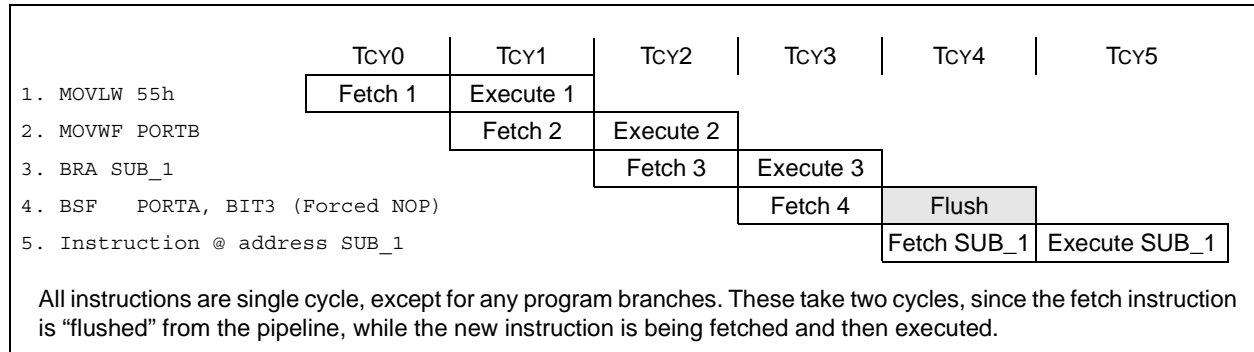 TCY0 TCY1 TCY2 TCY3 TCY4 TCY5
1. MOVLW 55h Fetch 1 Execute 1
2. MOVWF PORTB Fetch 2 Execute 2
3. BRA SUB_1 Fetch 3 Execute 3
4. BSF PORTA, BIT3 (Forced NOP) Fetch 4 Flush
5. Instruction @ address SUB_1 Fetch SUB_1 Execute SUB_1
All instructions are single cycle, except for any program branches. These take two cycles, since the fetch instruction
is “flushed” from the pipeline, while the new instruction is being fetched and then executed.